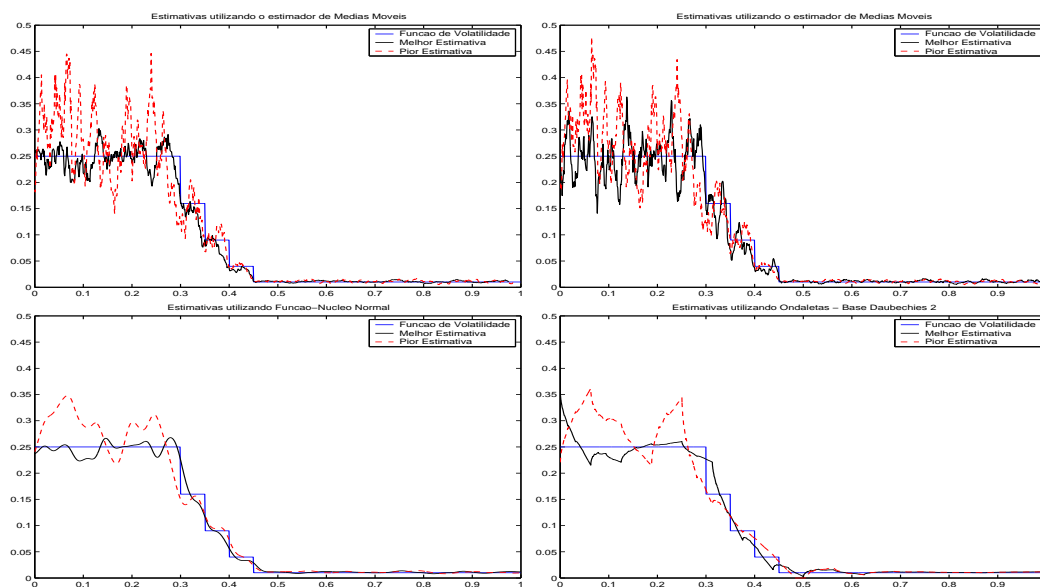 Estimativas utilizando o estimador de Medias Moveis
Funcao de Volatilidade
Melhor Estimativa
Pior Estimativa
0.5
0.45
0.4
0.35
0.3
0.25
0.2
0.15
0.1
0.05
0
0 0.1 0.2 0.3 0.4 0.5 0.6 0.7 0.8 0.9 1
Estimativas utilizando o estimador de Medias Moveis
Funcao de Volatilidade
Melhor Estimativa
Pior Estimativa
0.5
0.45
0.4
0.35
0.3
0.25
0.2
0.15
0.1
0.05
0
0 0.1 0.2 0.3 0.4 0.5 0.6 0.7 0.8 0.9
Estimativas utilizando Funcao−Nucleo Normal
Funcao de Volatilidade
Melhor Estimativa
Pior Estimativa
0.5
0.45
0.4
0.35
0.3
0.25
0.2
0.15
0.1
0.05
0
0 0.1 0.2 0.3 0.4 0.5 0.6 0.7 0.8 0.9 1
Estimativas utilizando Ondaletas − Base Daubechies 2
Funcao de Volatilidade
Melhor Estimativa
Pior Estimativa
0.5
0.45
0.4
0.35
0.3
0.25
0.2
0.15
0.1
0.05
0
0 0.1 0.2 0.3 0.4 0.5 0.6 0.7 0.8 0.9